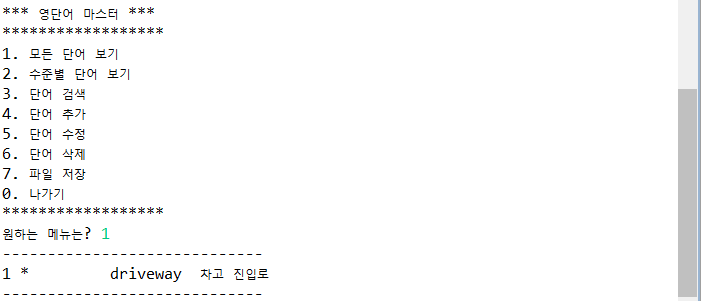 *** 영단어 마스터 ***
******************
1. 모든 단어 보기
2. 수준별 단어 보기
3. 단어 검색
4. 단어 추가
5. 단어 수정
6. 단어 삭제
7. 파일 저장
0. 나가기
******************
원하는 메뉴는? 1
-----------------------------
1 *         driveway  차고 진입로
-----------------------------